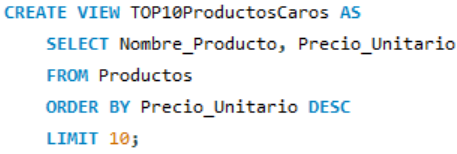 CREATE VIEW TOP10ProductosCaros AS
SELECT Nombre_Producto, Precio_Unitario
FROM Productos
ORDER BY Precio_Unitario DESC
LIMIT 10;